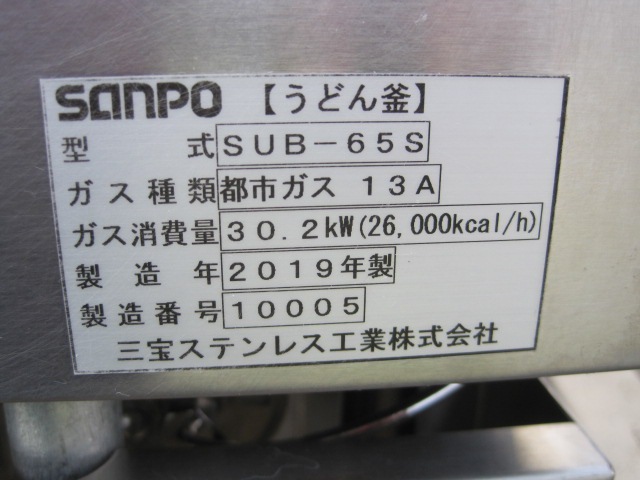 sanpo 【うどん釜】
型 式 SUB-65S
ガス種類 都市ガス 13A
ガス消費量 30.2kW(26,000kcal/h)
製造年 2019年製
製造番号 10005
三宝ステンレス工業株式会社